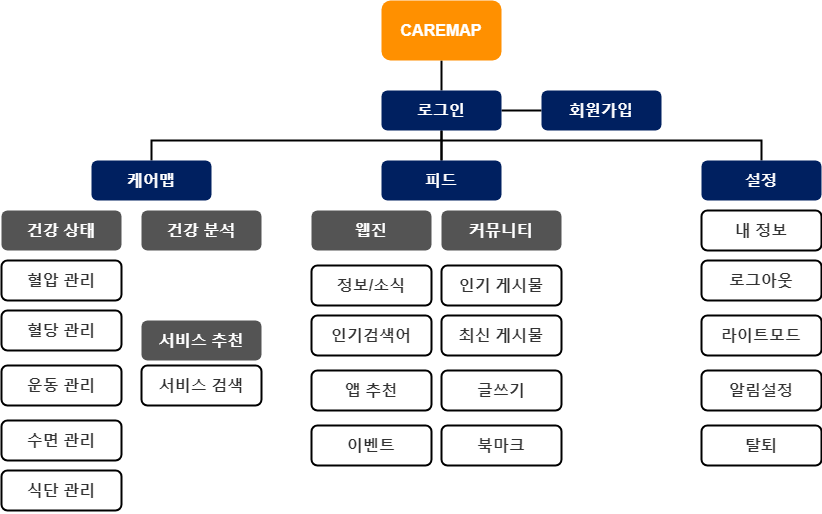 CAREMAP
로그인
회원가입
케어맵
피드
설정
건강 상태
건강 분석
웹진
커뮤니티
내 정보
혈압 관리
정보/소식
인기 게시물
로그아웃
혈당 관리
서비스 추천
인기검색어
최신 게시물
라이트모드
운동 관리
서비스 검색
앱 추천
글쓰기
알림설정
수면 관리
이벤트
북마크
탈퇴
식단 관리